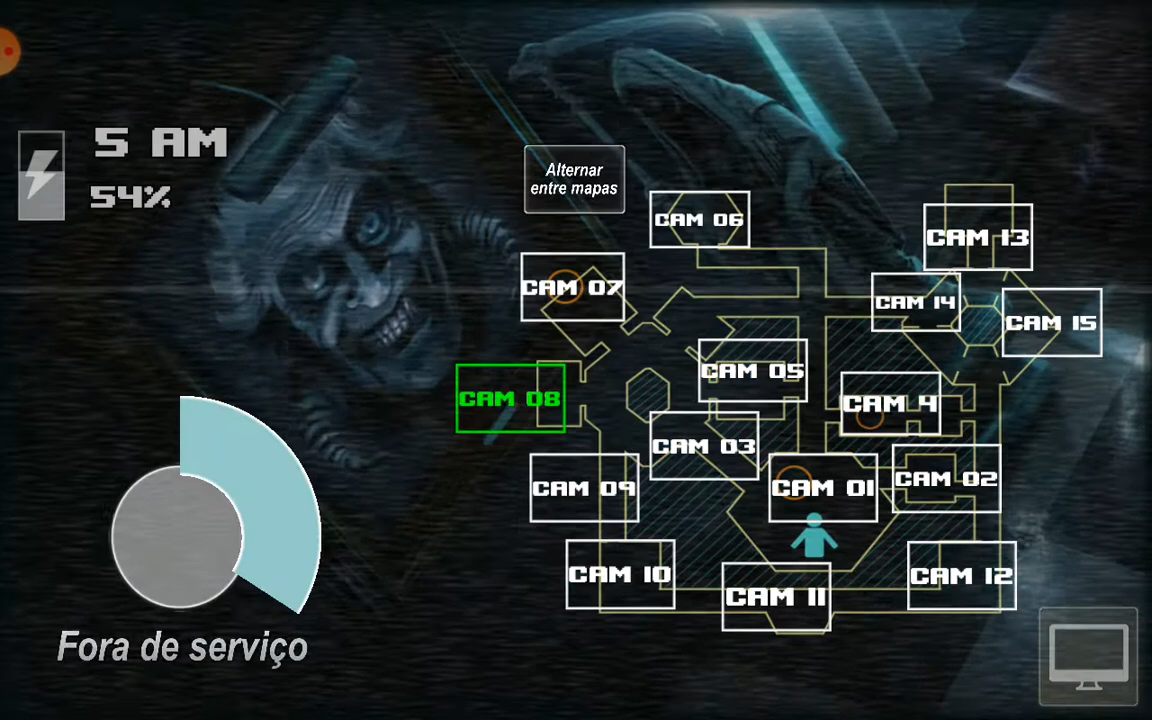 5 AM
54%
Alternar
entre mapas
CAM 06
CAM 13
CAM 07
CAM 14
CAM 15
CAM 05
CAM 08
CAM 4
CAM 03
CAM 02
CAM 09
CAM 01
CAM 10
CAM 12
CAM 11
Fora de serviço